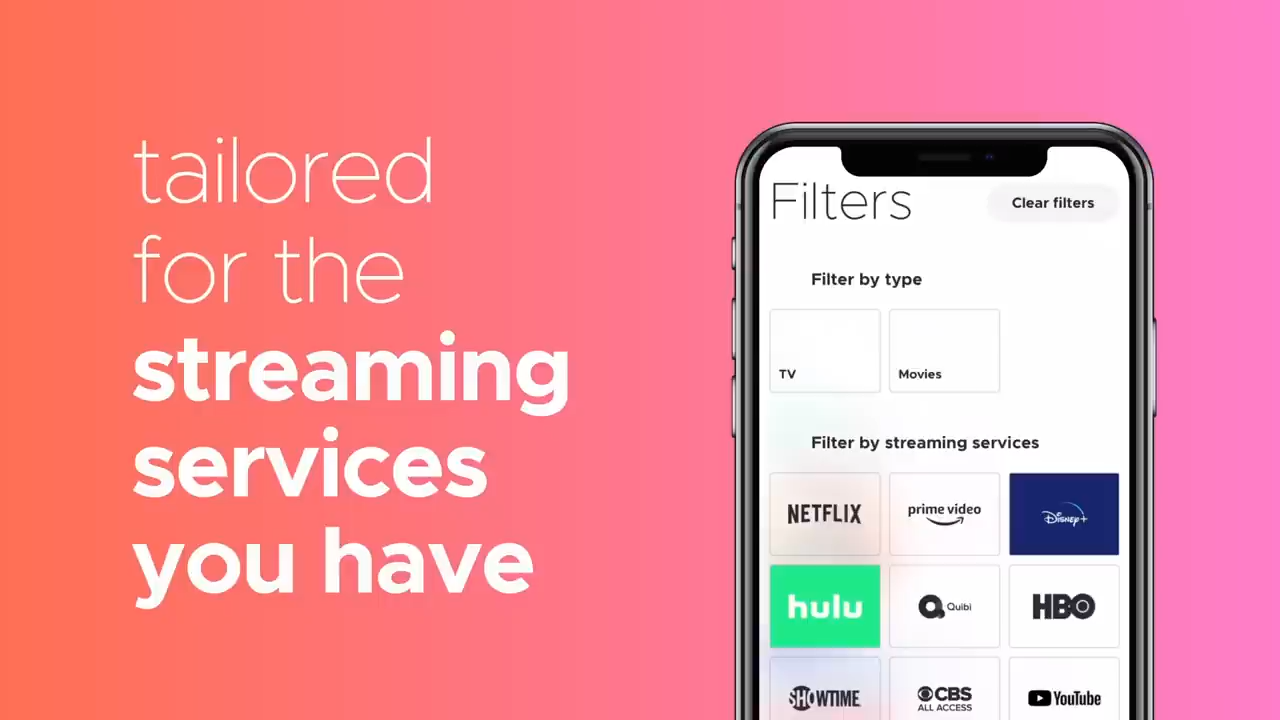 tailored
for the
streaming
services
you have
Filters
Clear filters
Filter by type
TV
Movies
Filter by streaming services
NETFLIX
prime video
Disney+
hulu
Quibi
HBO
SHOWTIME
CBS
ALL ACCESS
YouTube